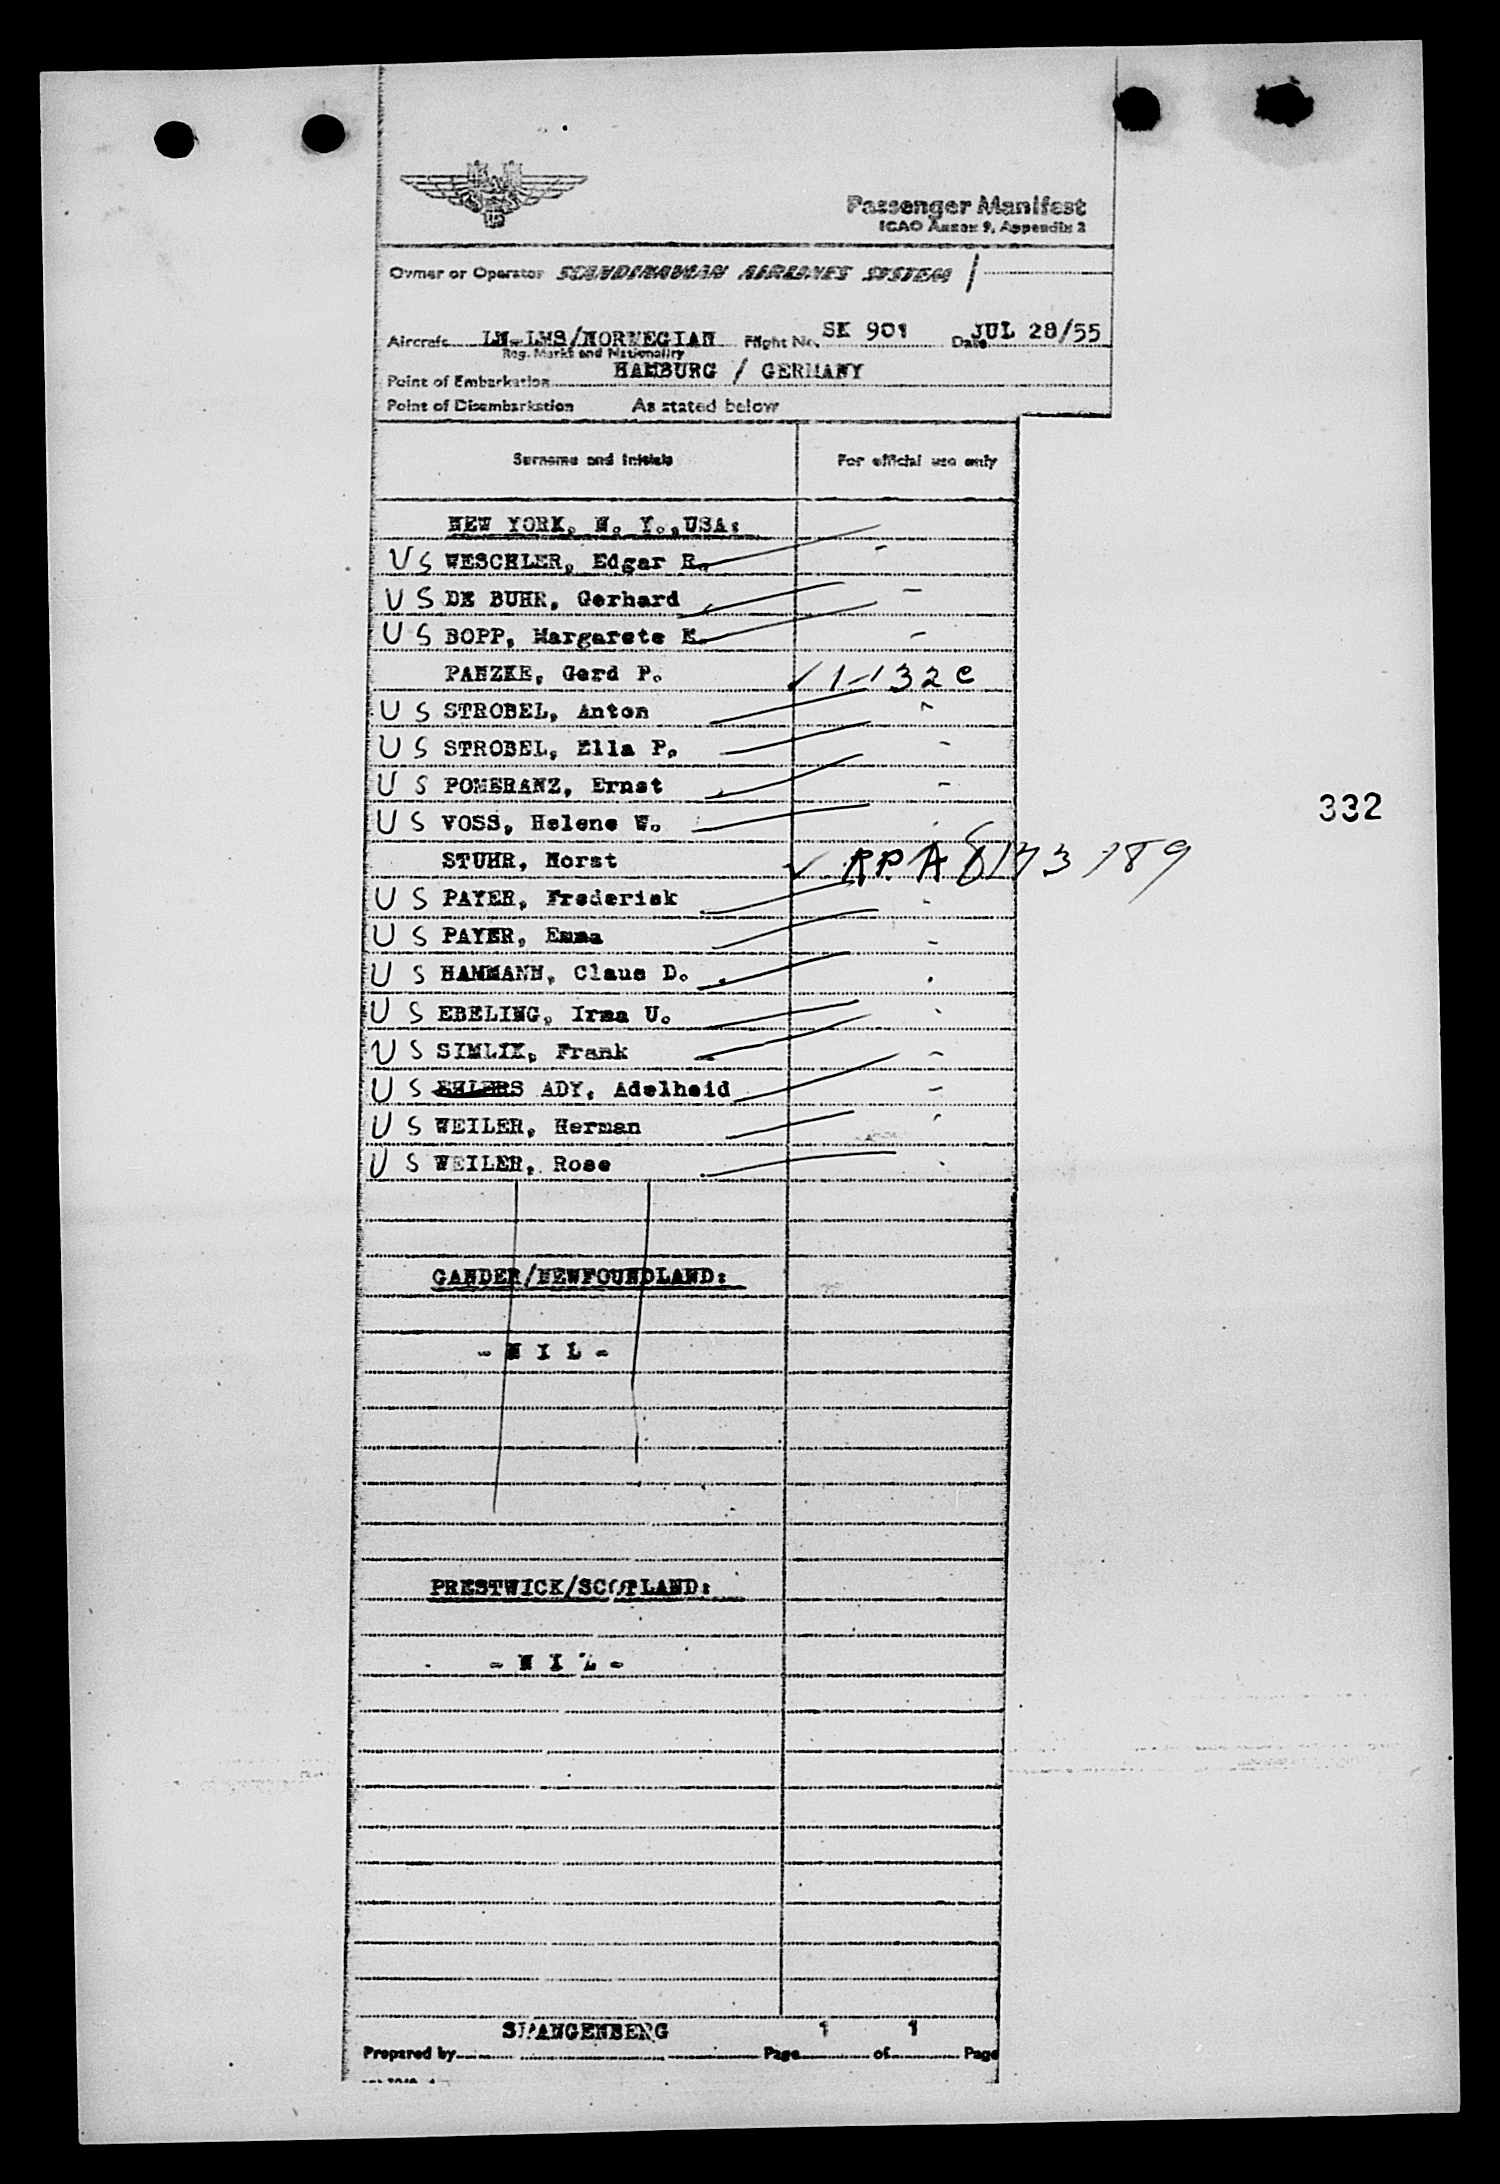 Passenger Manifest
ICAO Annex 9, Appendix 2
Owner or Operator SCANDINAVIAN AIRLINES SYSTEM
Aircraft LN-LMS/NORWEGIAN Flight No. SK 901 Date JUL 28/55
Reg. Marks and Nationality
Point of Embarkation HAMBURG / GERMANY
Point of Disembarkation As stated below
Surname and Initials For official use only
NEW YORK, N. Y.,USA:
US WESCHLER, Edgar R. -
US DE BUHR, Gerhard -
US BOPP, Margarete E. -
PANZKE, Gerd P. ✓ 1-132c
US STROBEL, Anton -
US STROBEL, Ella P. -
US POMERANZ, Ernst -
332
US VOSS, Helene W.
STUHR, Horst ✓ RPA 8173189
US PAYER, Frederick -
US PAYER, Emma -
US HAMMANN, Claus D.
US EBELING, Irma U.
US SIMLIK, Frank -
US EHLERS ADY, Adelheid -
US WEILER, Herman
US WEILER, Rose
GANDER/NEWFOUNDLAND:
- N I L -
PRESTWICK/SCOTLAND:
- N I L -
SPANGENBERG 1 1
Prepared by Page of Page